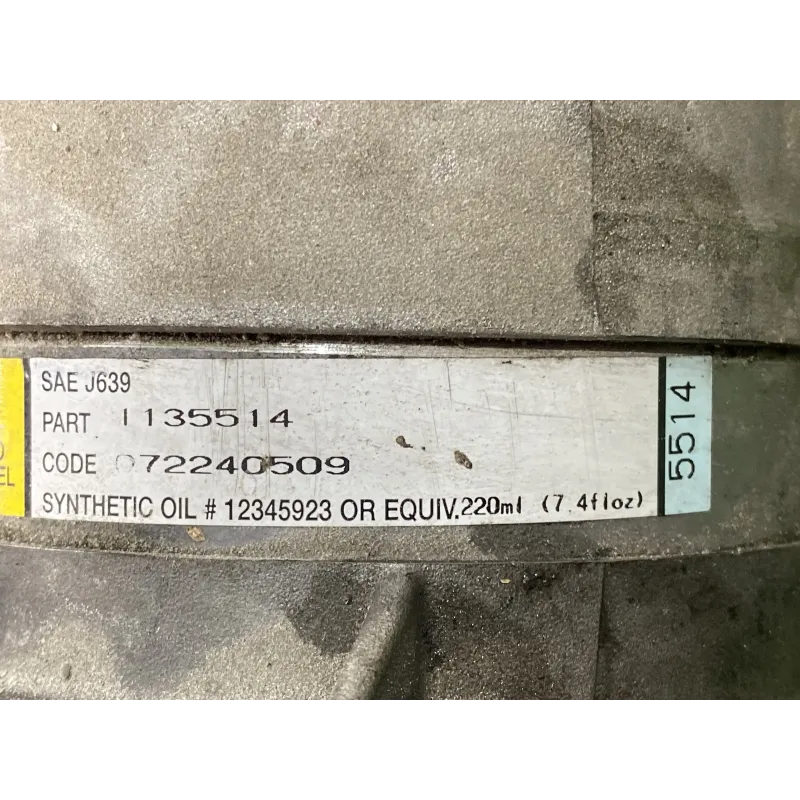 SAE J639
PART 1135514
CODE 072240509
SYNTHETIC OIL # 12345923 OR EQUIV.220ml (7.4floz)
5514